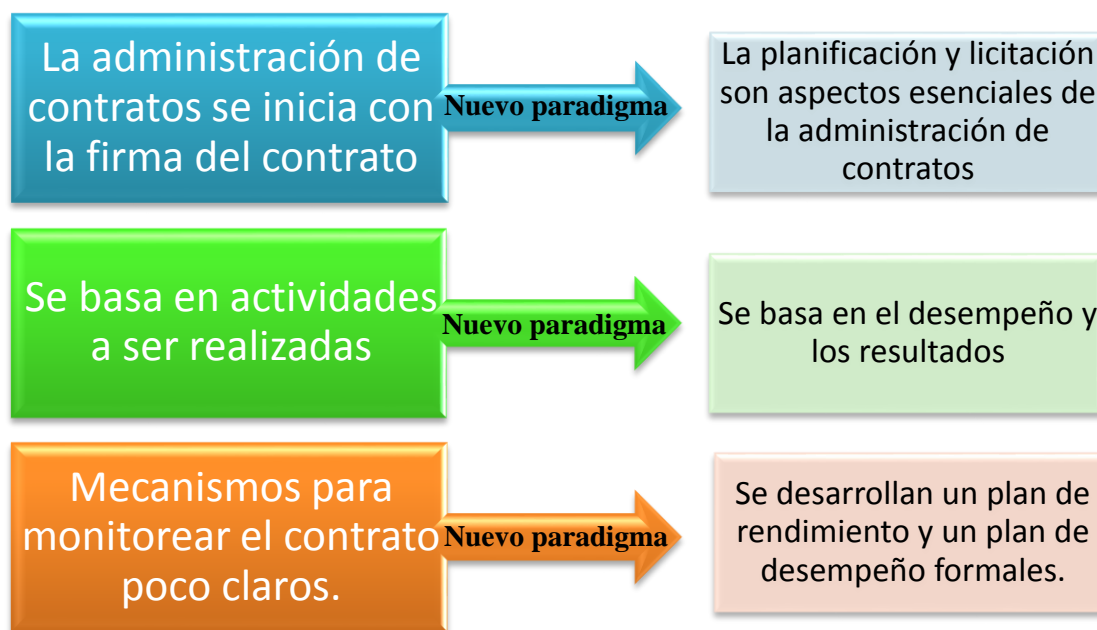 La administración de
contratos se inicia con
la firma del contrato
Nuevo paradigma
La planificación y licitación
son aspectos esenciales de
la administración de
contratos
Se basa en actividades
a ser realizadas
Nuevo paradigma
Se basa en el desempeño y
los resultados
Mecanismos para
monitorear el contrato
poco claros.
Nuevo paradigma
Se desarrollan un plan de
rendimiento y un plan de
desempeño formales.